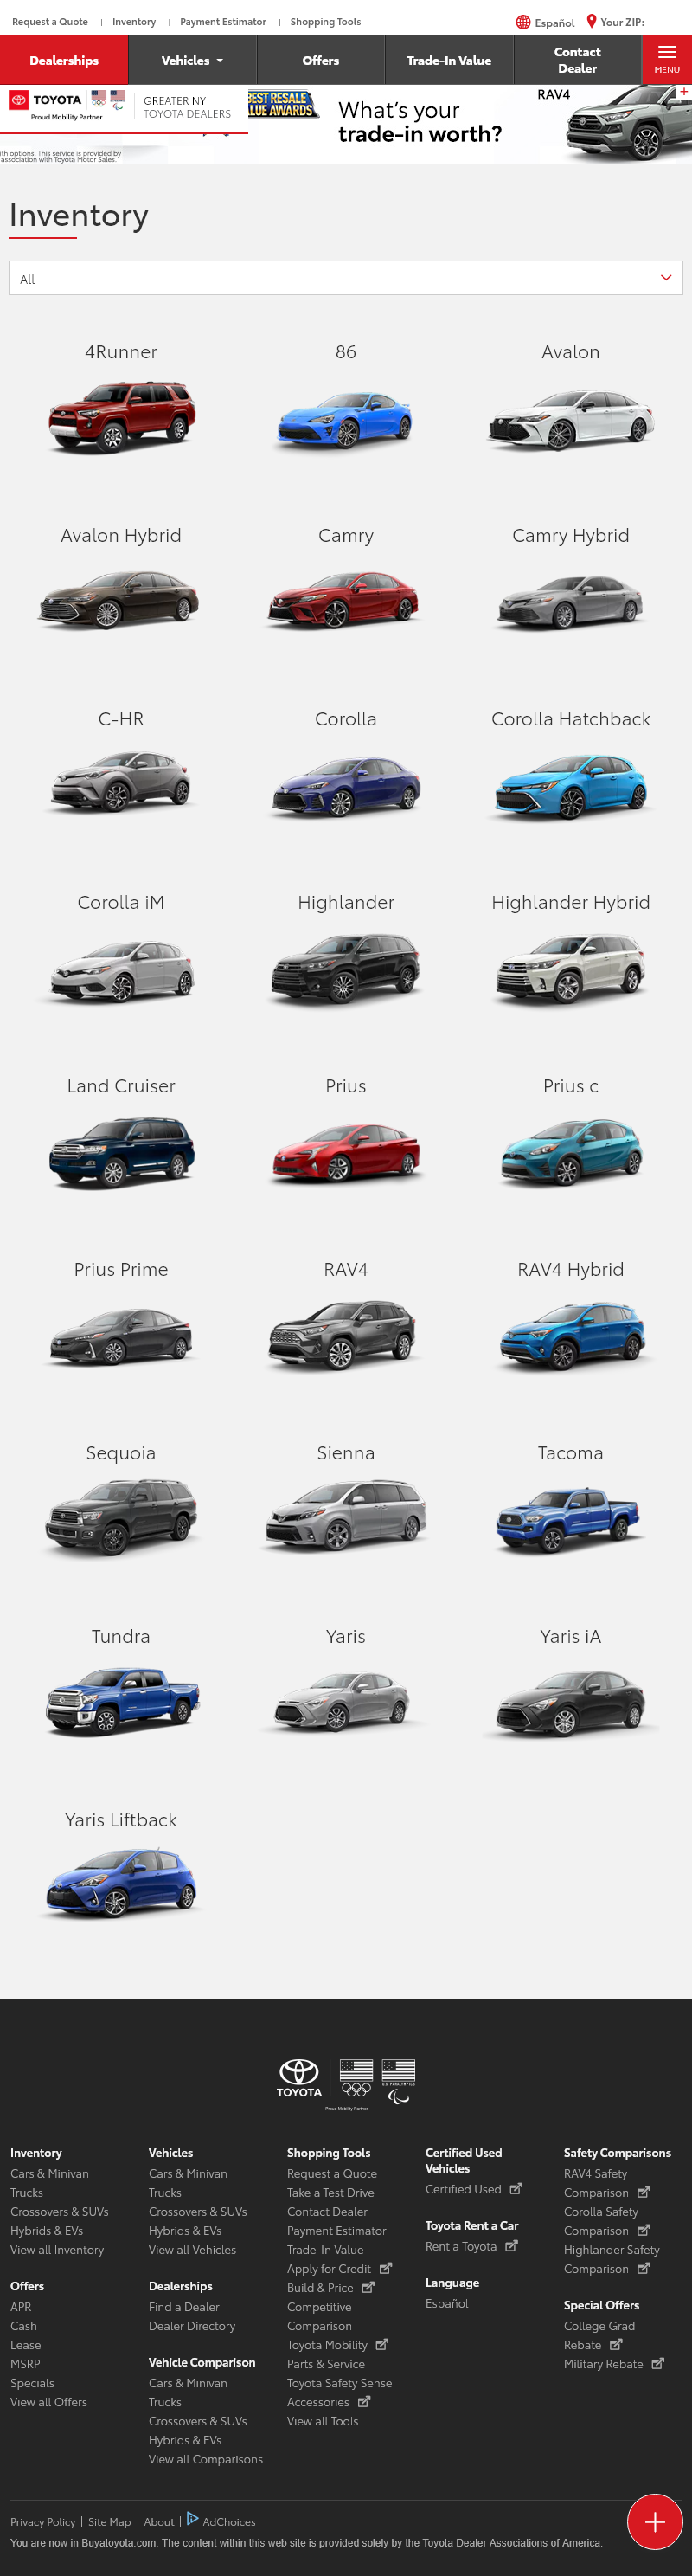 Request a Quote | Inventory | Payment Estimator | Shopping Tools Español Your ZIP:
Dealerships Vehicles Offers Trade-In Value Contact Dealer MENU
TOYOTA
Proud Mobility Partner
GREATER NY
TOYOTA DEALERS
BEST RESALE
VALUE AWARDS
What's your
trade-in worth?
RAV4
+
ith options. This service is provided by
association with Toyota Motor Sales.
Inventory
All
4Runner 86 Avalon
Avalon Hybrid Camry Camry Hybrid
C-HR Corolla Corolla Hatchback
Corolla iM Highlander Highlander Hybrid
Land Cruiser Prius Prius c
Prius Prime RAV4 RAV4 Hybrid
Sequoia Sienna Tacoma
Tundra Yaris Yaris iA
Yaris Liftback
TOYOTA
U.S. PARALYMPICS
Proud Mobility Partner
Inventory
Cars & Minivan
Trucks
Crossovers & SUVs
Hybrids & EVs
View all Inventory
Offers
APR
Cash
Lease
MSRP
Specials
View all Offers
Vehicles
Cars & Minivan
Trucks
Crossovers & SUVs
Hybrids & EVs
View all Vehicles
Dealerships
Find a Dealer
Dealer Directory
Vehicle Comparison
Cars & Minivan
Trucks
Crossovers & SUVs
Hybrids & EVs
View all Comparisons
Shopping Tools
Request a Quote
Take a Test Drive
Contact Dealer
Payment Estimator
Trade-In Value
Apply for Credit
Build & Price
Competitive
Comparison
Toyota Mobility
Parts & Service
Toyota Safety Sense
Accessories
View all Tools
Certified Used
Vehicles
Certified Used
Toyota Rent a Car
Rent a Toyota
Language
Español
Safety Comparisons
RAV4 Safety
Comparison
Corolla Safety
Comparison
Highlander Safety
Comparison
Special Offers
College Grad
Rebate
Military Rebate
Privacy Policy | Site Map | About | AdChoices
You are now in Buyatoyota.com. The content within this web site is provided solely by the Toyota Dealer Associations of America.